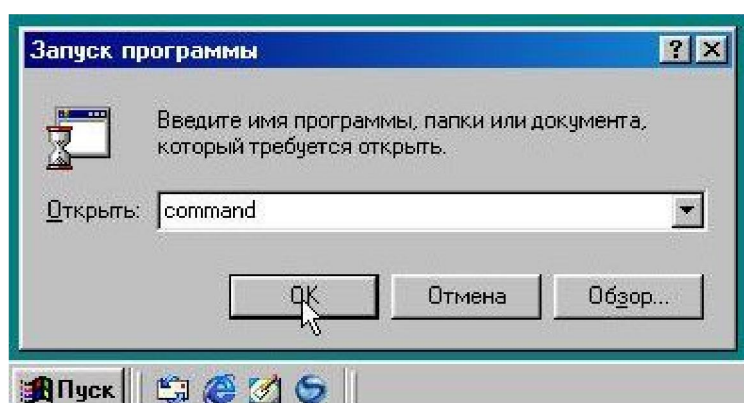 Запуск программы
Введите имя программы, папки или документа,
который требуется открыть.
Открыть: command
ОК Отмена Обзор...
Пуск